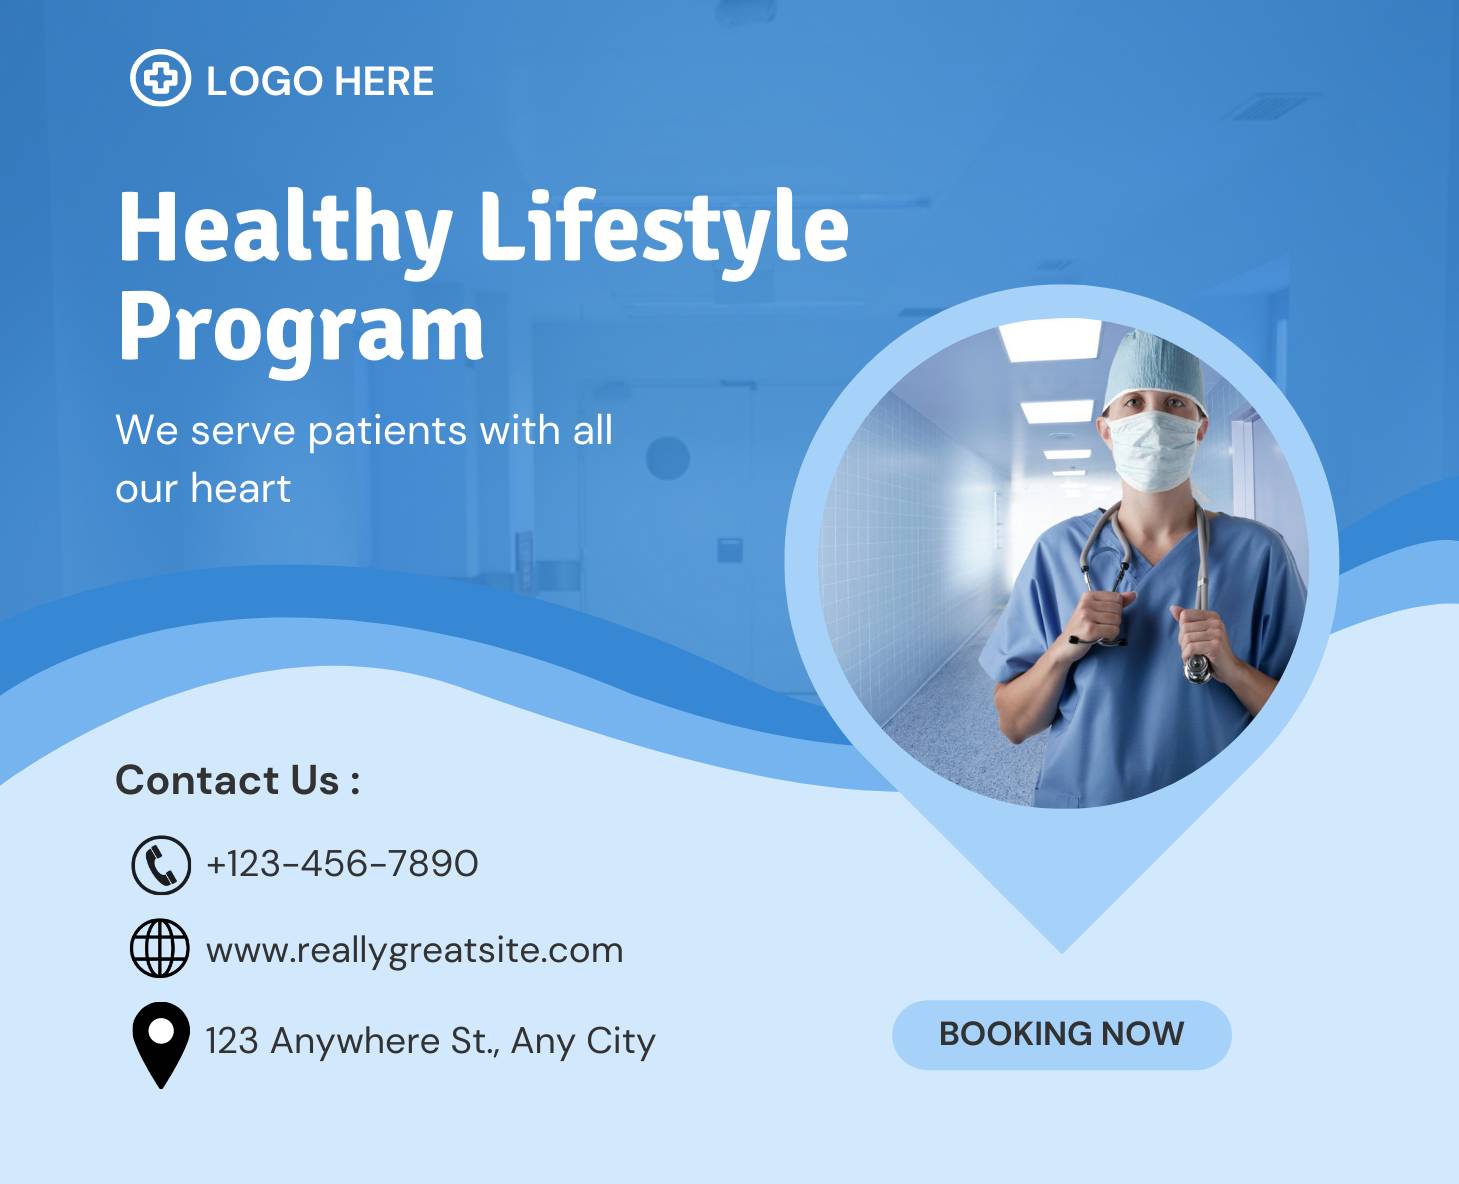 LOGO HERE
Healthy Lifestyle
Program
We serve patients with all
our heart
Contact Us :
+123-456-7890
www.reallygreatsite.com
123 Anywhere St., Any City
BOOKING NOW